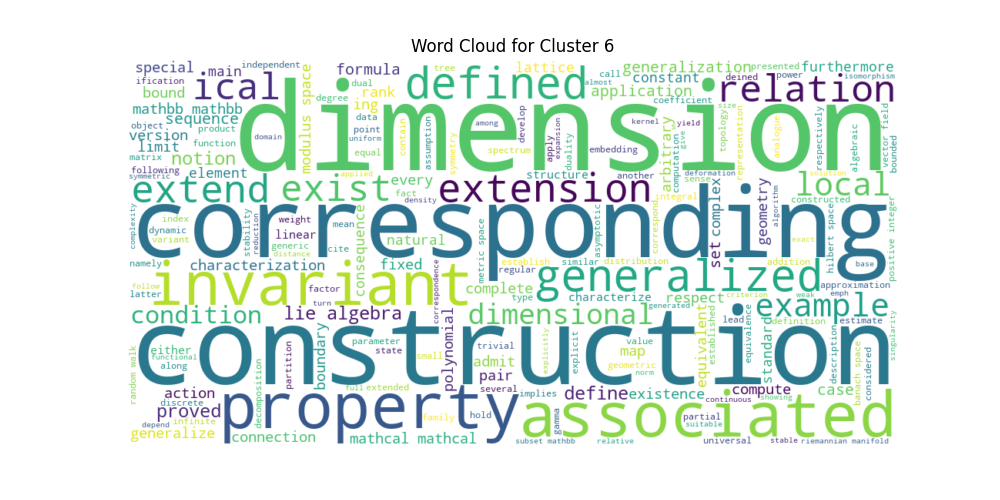 Word Cloud for Cluster 6
special
main
independent
formula
tree
dual
lattice
call
almost
generalization
presented
power
furthermore
isomorphism
ification
bound
ical
rank
defined
constant
deined
relation
mathbb mathbb
modulus space
degree
ing
application
coefficient
sequence
data
object
product
version
function
domain
point
uniform
contain
assumption
symmetry
among
develop
apply
expansion
kernel
yield
size
topology
give
representation
analogue
respectively
algebraic
vector field
bounded
dimension
limit
notion
equal
spectrum
duality
embedding
arbitrary
computation
sense
deformation
solution
matrix
following
symmetric
element
applied
every
structure
another
extend
exist
fact
density
extension
integral
set
complex
geometry
algorithm
constructed
local
complexity
index
dynamic
variant
weight
mean
linear
cite
stability
reduction
generic
distance
corresponding
consequence
natural
metric space
asymptotic
correspond
exact
hilbert space
positive integer
namely
characterization
fixed
establish
regular
similar
distribution
addition
base
approximation
follow
latter
invariant
factor
turn
complete
type
generalized
characterize
generated
respect
criterion
weak
emph
example
condition
lie algebra
correspondence
dimensional
equivalent
established
lead
equivalence
definition
standard
estimate
description
singularity
parameter
state
polynomial
trivial
explicit
explicitly
value
map
geometric
norm
either
functional
along
random walk
partition
boundary
small
admit
construction
considered
banach space
action
discrete
decomposition
full
extended
pair
several
implies
define
existence
compute
continuous
showing
case
proved
depend
infinite
property
family
hold
gamma
associated
partial
suitable
generalize
connection
mathcal mathcal
subset mathbb
relative
universal
stable
riemannian manifold